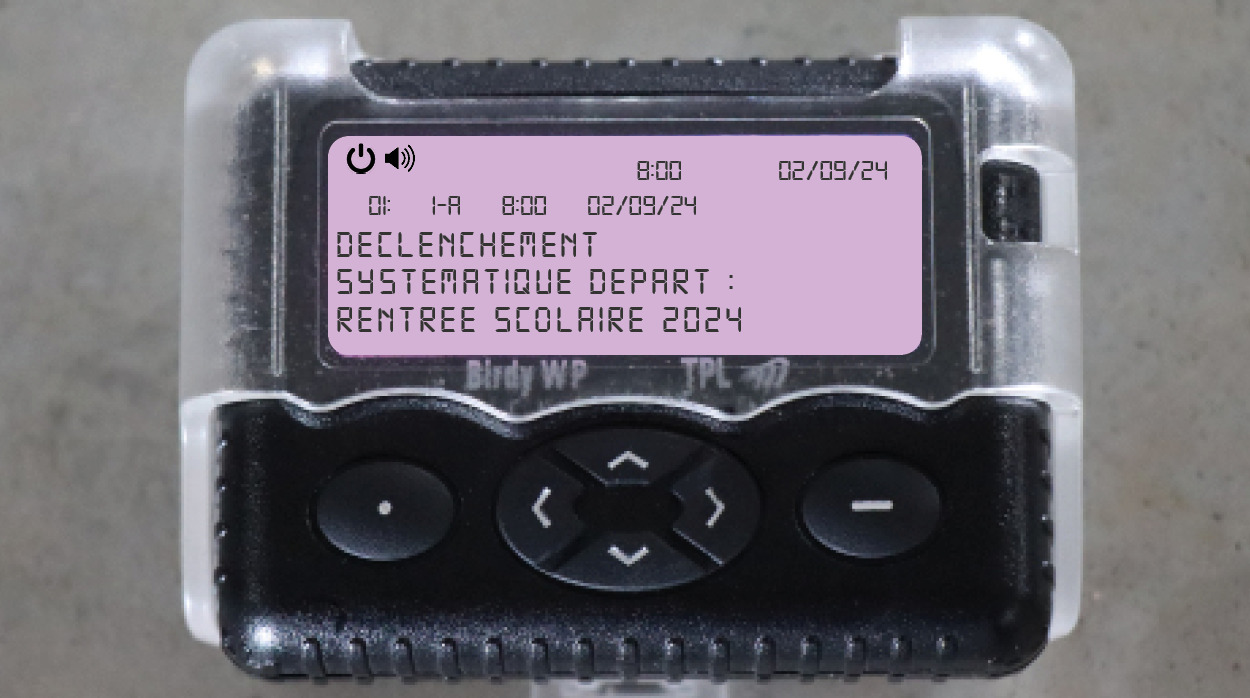 8:00 02/09/24
01: 1-A 8:00 02/09/24
DECLENCHEMENT
SYSTEMATIQUE DEPART :
RENTREE SCOLAIRE 2024
Birdy WP TPL